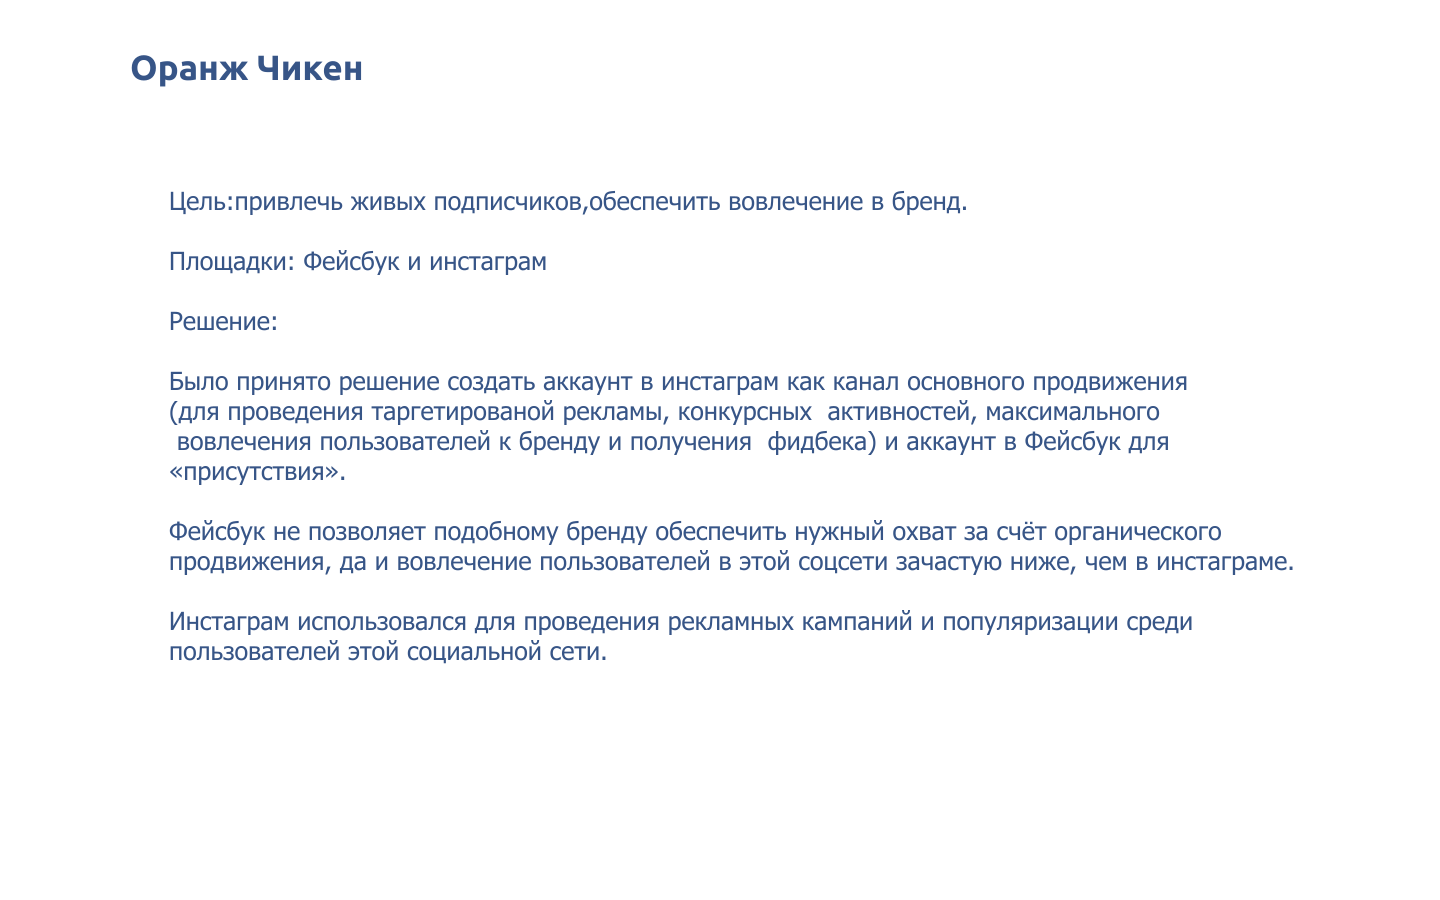 Оранж Чикен
Цель:привлечь живых подписчиков,обеспечить вовлечение в бренд.
Площадки: Фейсбук и инстаграм
Решение:
Было принято решение создать аккаунт в инстаграм как канал основного продвижения
(для проведения таргетированой рекламы, конкурсных  активностей, максимального
вовлечения пользователей к бренду и получения  фидбека) и аккаунт в Фейсбук для
«присутствия».
Фейсбук не позволяет подобному бренду обеспечить нужный охват за счёт органического
продвижения, да и вовлечение пользователей в этой соцсети зачастую ниже, чем в инстаграме.
Инстаграм использовался для проведения рекламных кампаний и популяризации среди
пользователей этой социальной сети.